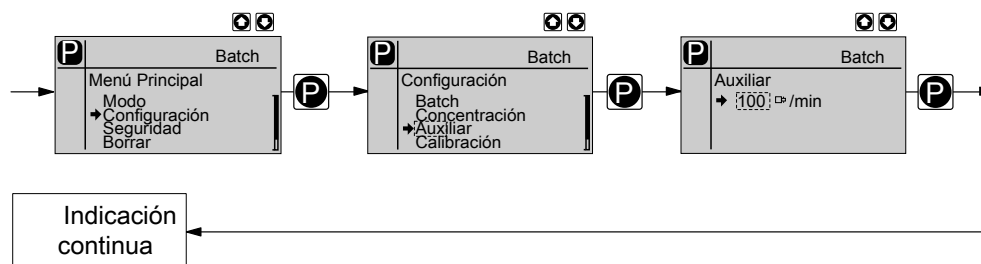 P Batch
Menú Principal
Modo
Configuración
Seguridad
Borrar
P
P Batch
Configuración
Batch
Concentración
Auxiliar
Calibración
P
P Batch
Auxiliar
100 /min
P
Indicación
continua